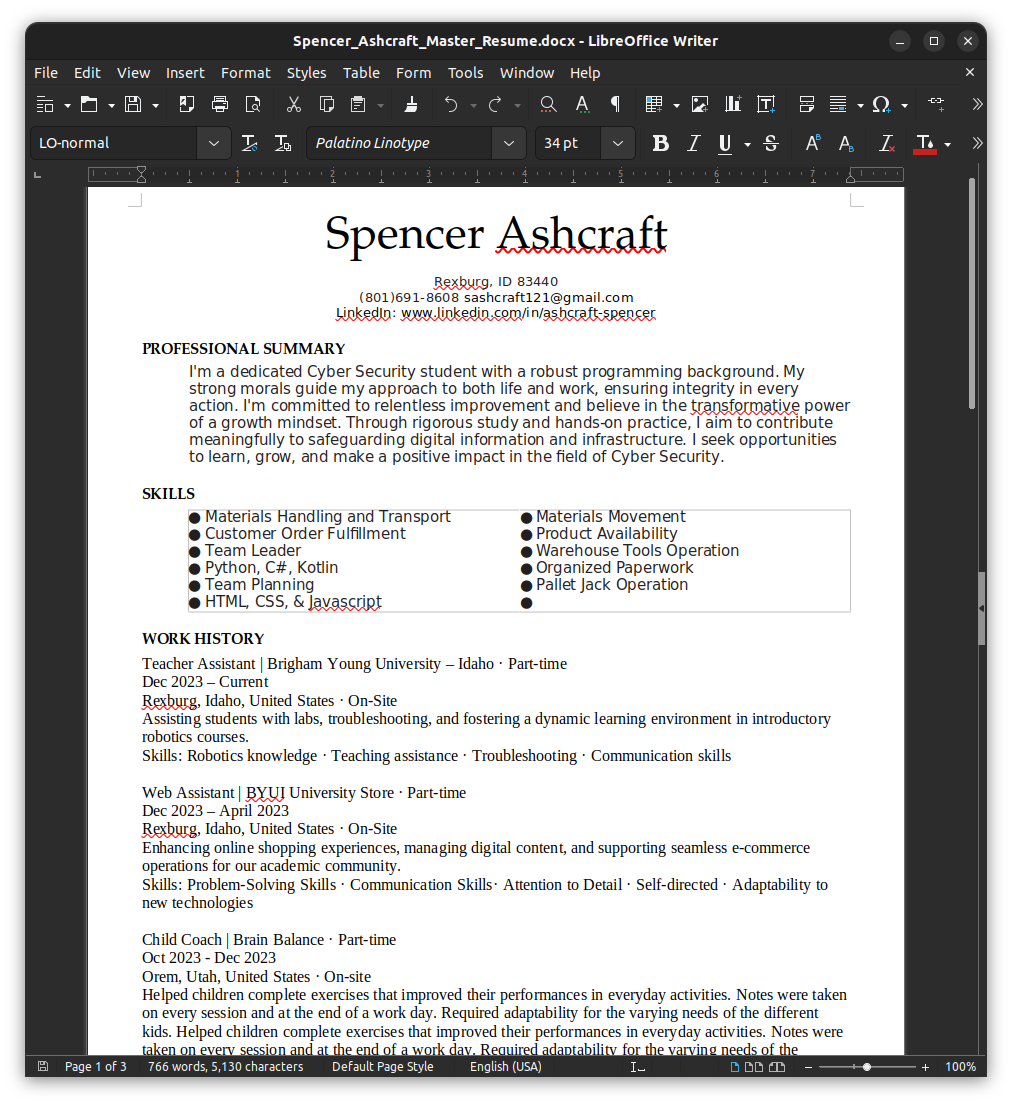 Spencer_Ashcraft_Master_Resume.docx - LibreOffice Writer
File Edit View Insert Format Styles Table Form Tools Window Help
LO-normal Palatino Linotype 34 pt
1 2 3 4 5 6 7
Spencer Ashcraft
Rexburg, ID 83440
(801)691-8608 sashcraft121@gmail.com
LinkedIn: www.linkedin.com/in/ashcraft-spencer
PROFESSIONAL SUMMARY
I'm a dedicated Cyber Security student with a robust programming background. My
strong morals guide my approach to both life and work, ensuring integrity in every
action. I'm committed to relentless improvement and believe in the transformative power
of a growth mindset. Through rigorous study and hands-on practice, I aim to contribute
meaningfully to safeguarding digital information and infrastructure. I seek opportunities
to learn, grow, and make a positive impact in the field of Cyber Security.
SKILLS
● Materials Handling and Transport ● Materials Movement
● Customer Order Fulfillment ● Product Availability
● Team Leader ● Warehouse Tools Operation
● Python, C#, Kotlin ● Organized Paperwork
● Team Planning ● Pallet Jack Operation
● HTML, CSS, & Javascript ●
WORK HISTORY
Teacher Assistant | Brigham Young University – Idaho · Part-time
Dec 2023 – Current
Rexburg, Idaho, United States · On-Site
Assisting students with labs, troubleshooting, and fostering a dynamic learning environment in introductory
robotics courses.
Skills: Robotics knowledge · Teaching assistance · Troubleshooting · Communication skills
Web Assistant | BYUI University Store · Part-time
Dec 2023 – April 2023
Rexburg, Idaho, United States · On-Site
Enhancing online shopping experiences, managing digital content, and supporting seamless e-commerce
operations for our academic community.
Skills: Problem-Solving Skills · Communication Skills· Attention to Detail · Self-directed · Adaptability to
new technologies
Child Coach | Brain Balance · Part-time
Oct 2023 - Dec 2023
Orem, Utah, United States · On-site
Helped children complete exercises that improved their performances in everyday activities. Notes were taken
on every session and at the end of a work day. Required adaptability for the varying needs of the different
kids. Helped children complete exercises that improved their performances in everyday activities. Notes were
taken on every session and at the end of a work day. Required adaptability for the varying needs of the
Page 1 of 3 766 words, 5,130 characters Default Page Style English (USA) 100%